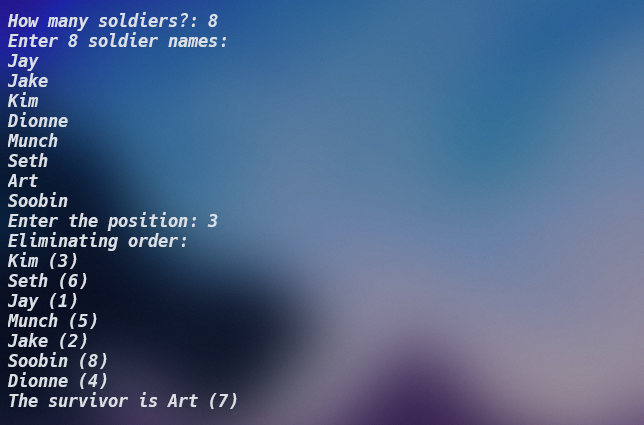 How many soldiers?: 8
Enter 8 soldier names:
Jay
Jake
Kim
Dionne
Munch
Seth
Art
Soobin
Enter the position: 3
Eliminating order:
Kim (3)
Seth (6)
Jay (1)
Munch (5)
Jake (2)
Soobin (8)
Dionne (4)
The survivor is Art (7)